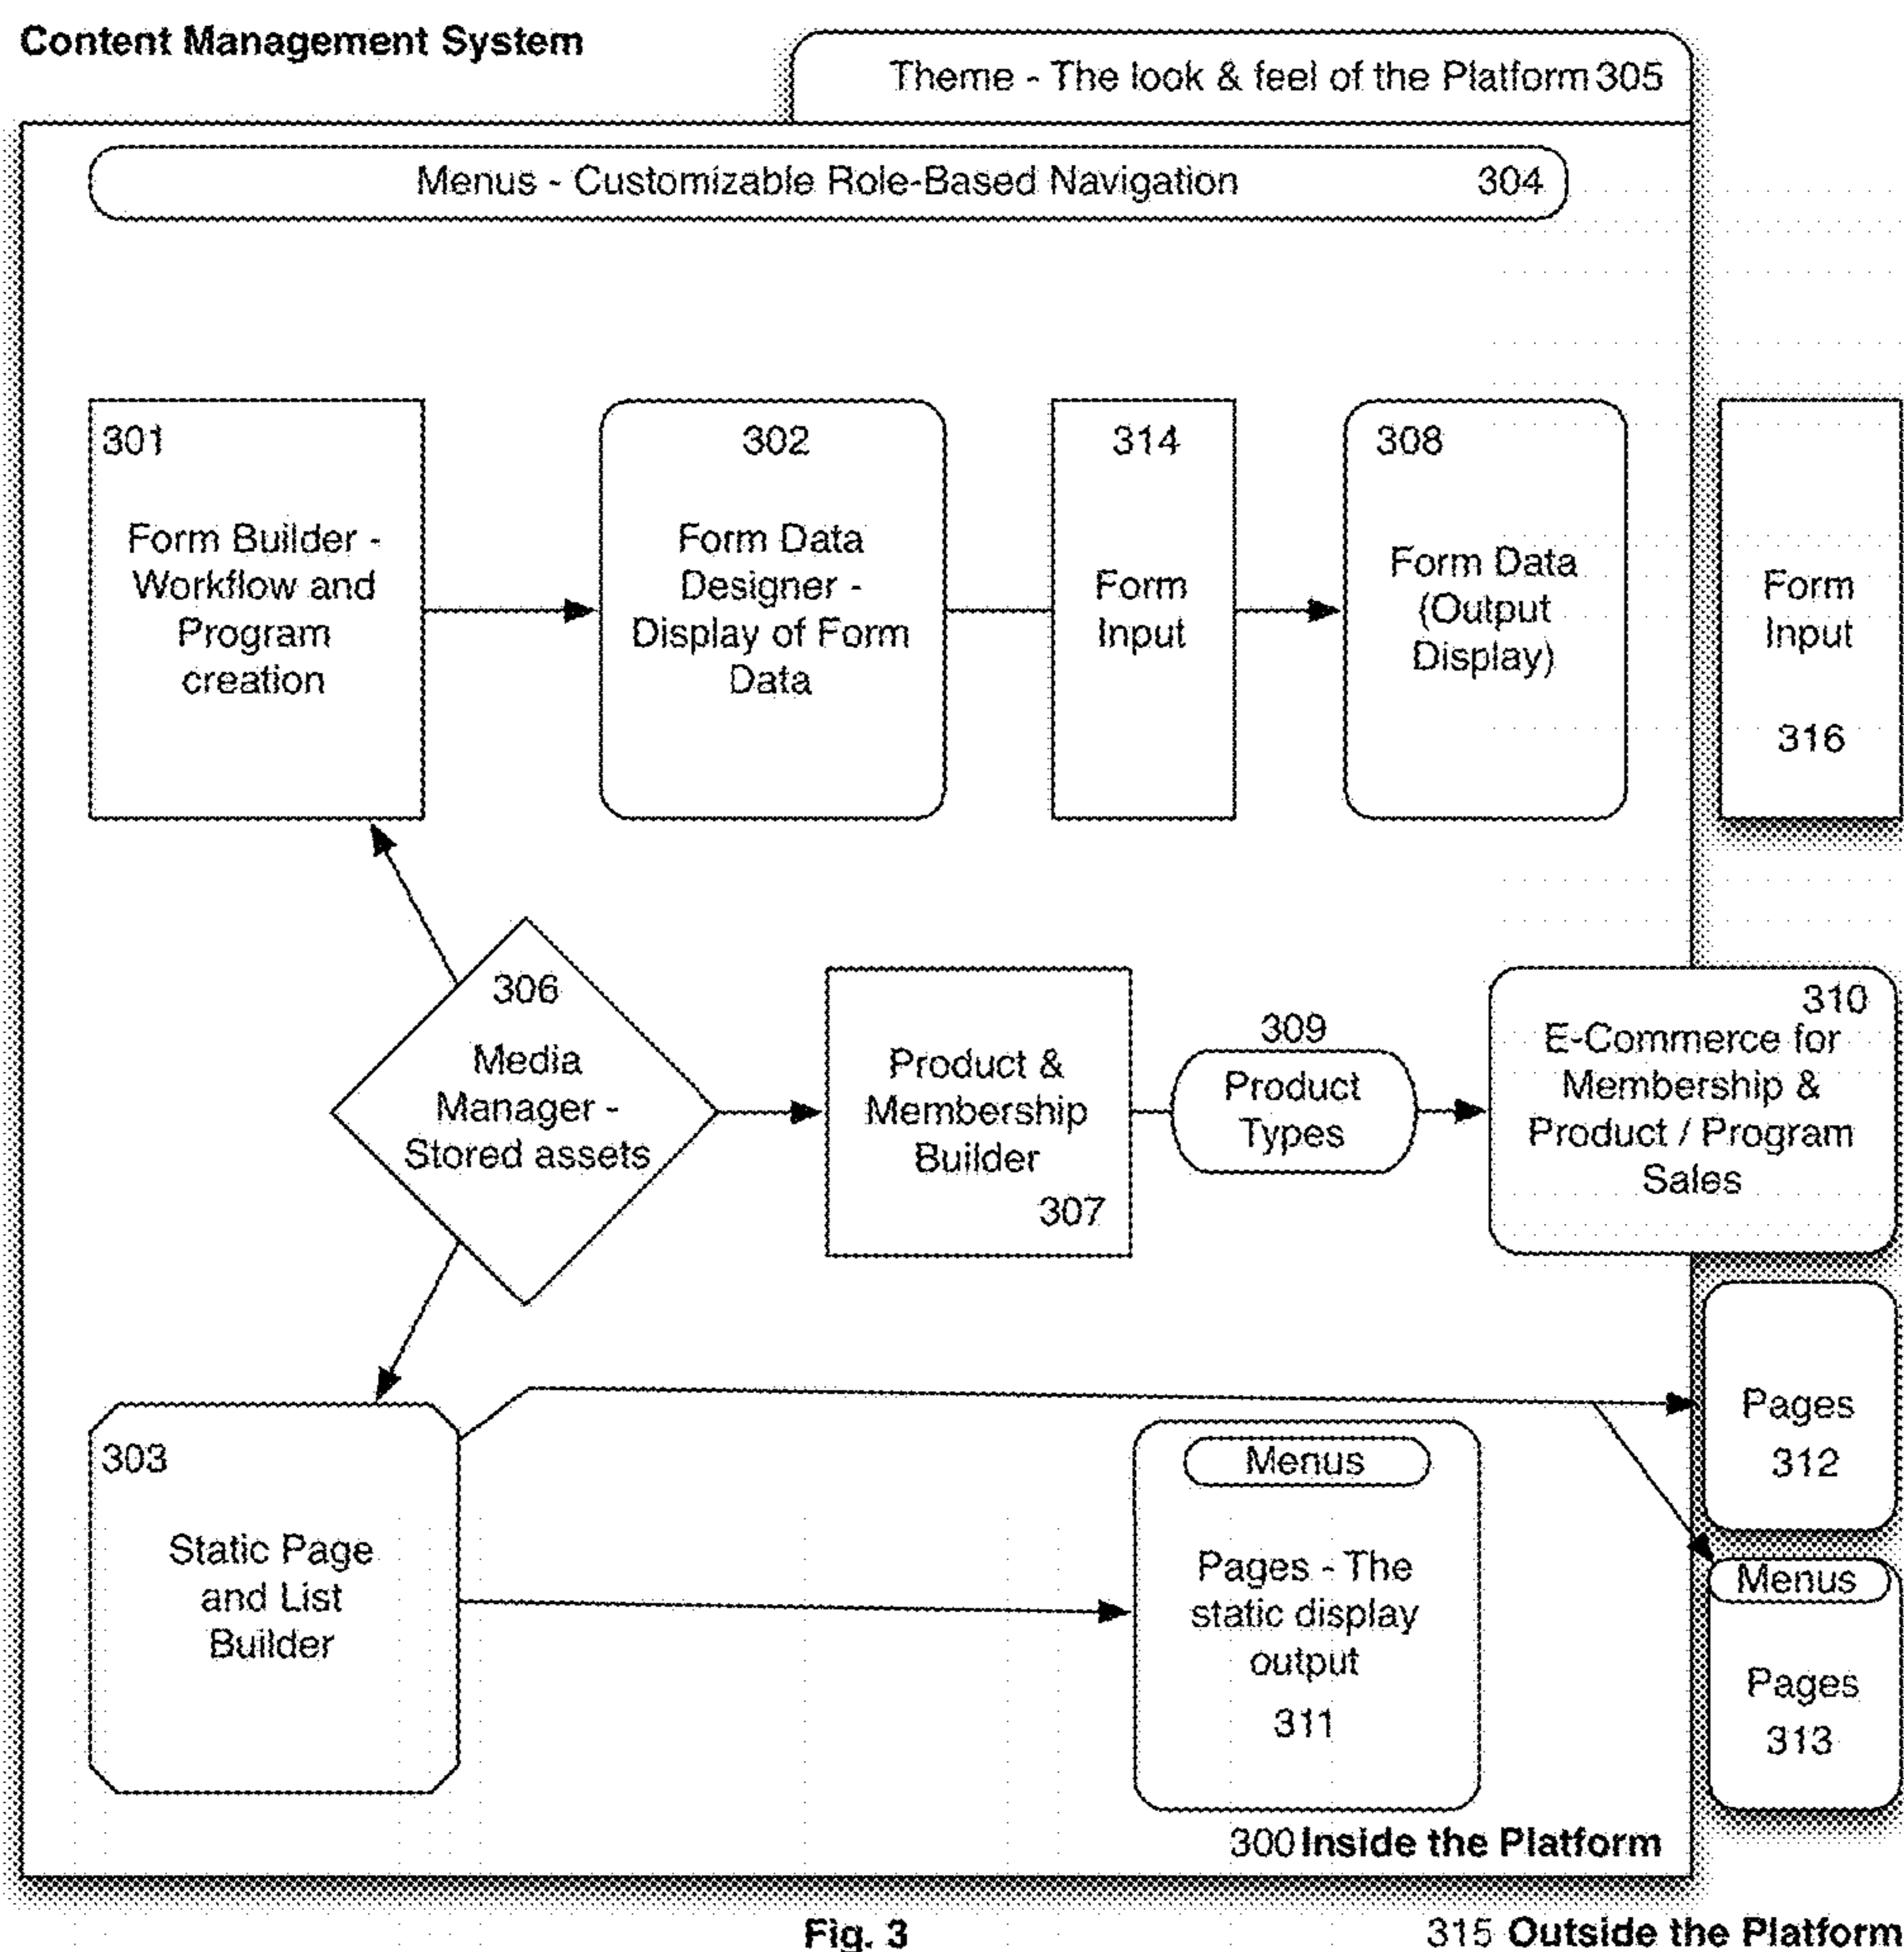 Content Management System
Theme - The look & feel of the Platform 305
Menus - Customizable Role-Based Navigation 304
301
Form Builder -
Workflow and
Program
creation
302
Form Data
Designer -
Display of Form
Data
314
Form
Input
308
Form Data
(Output
Display)
Form
Input
316
306
Media
Manager -
Stored assets
Product &
Membership
Builder
307
309
Product
Types
310
E-Commerce for
Membership &
Product / Program
Sales
Pages
312
303
Static Page
and List
Builder
Menus
Pages - The
static display
output
311
Menus
Pages
313
300 Inside the Platform
Fig. 3
315 Outside the Platform